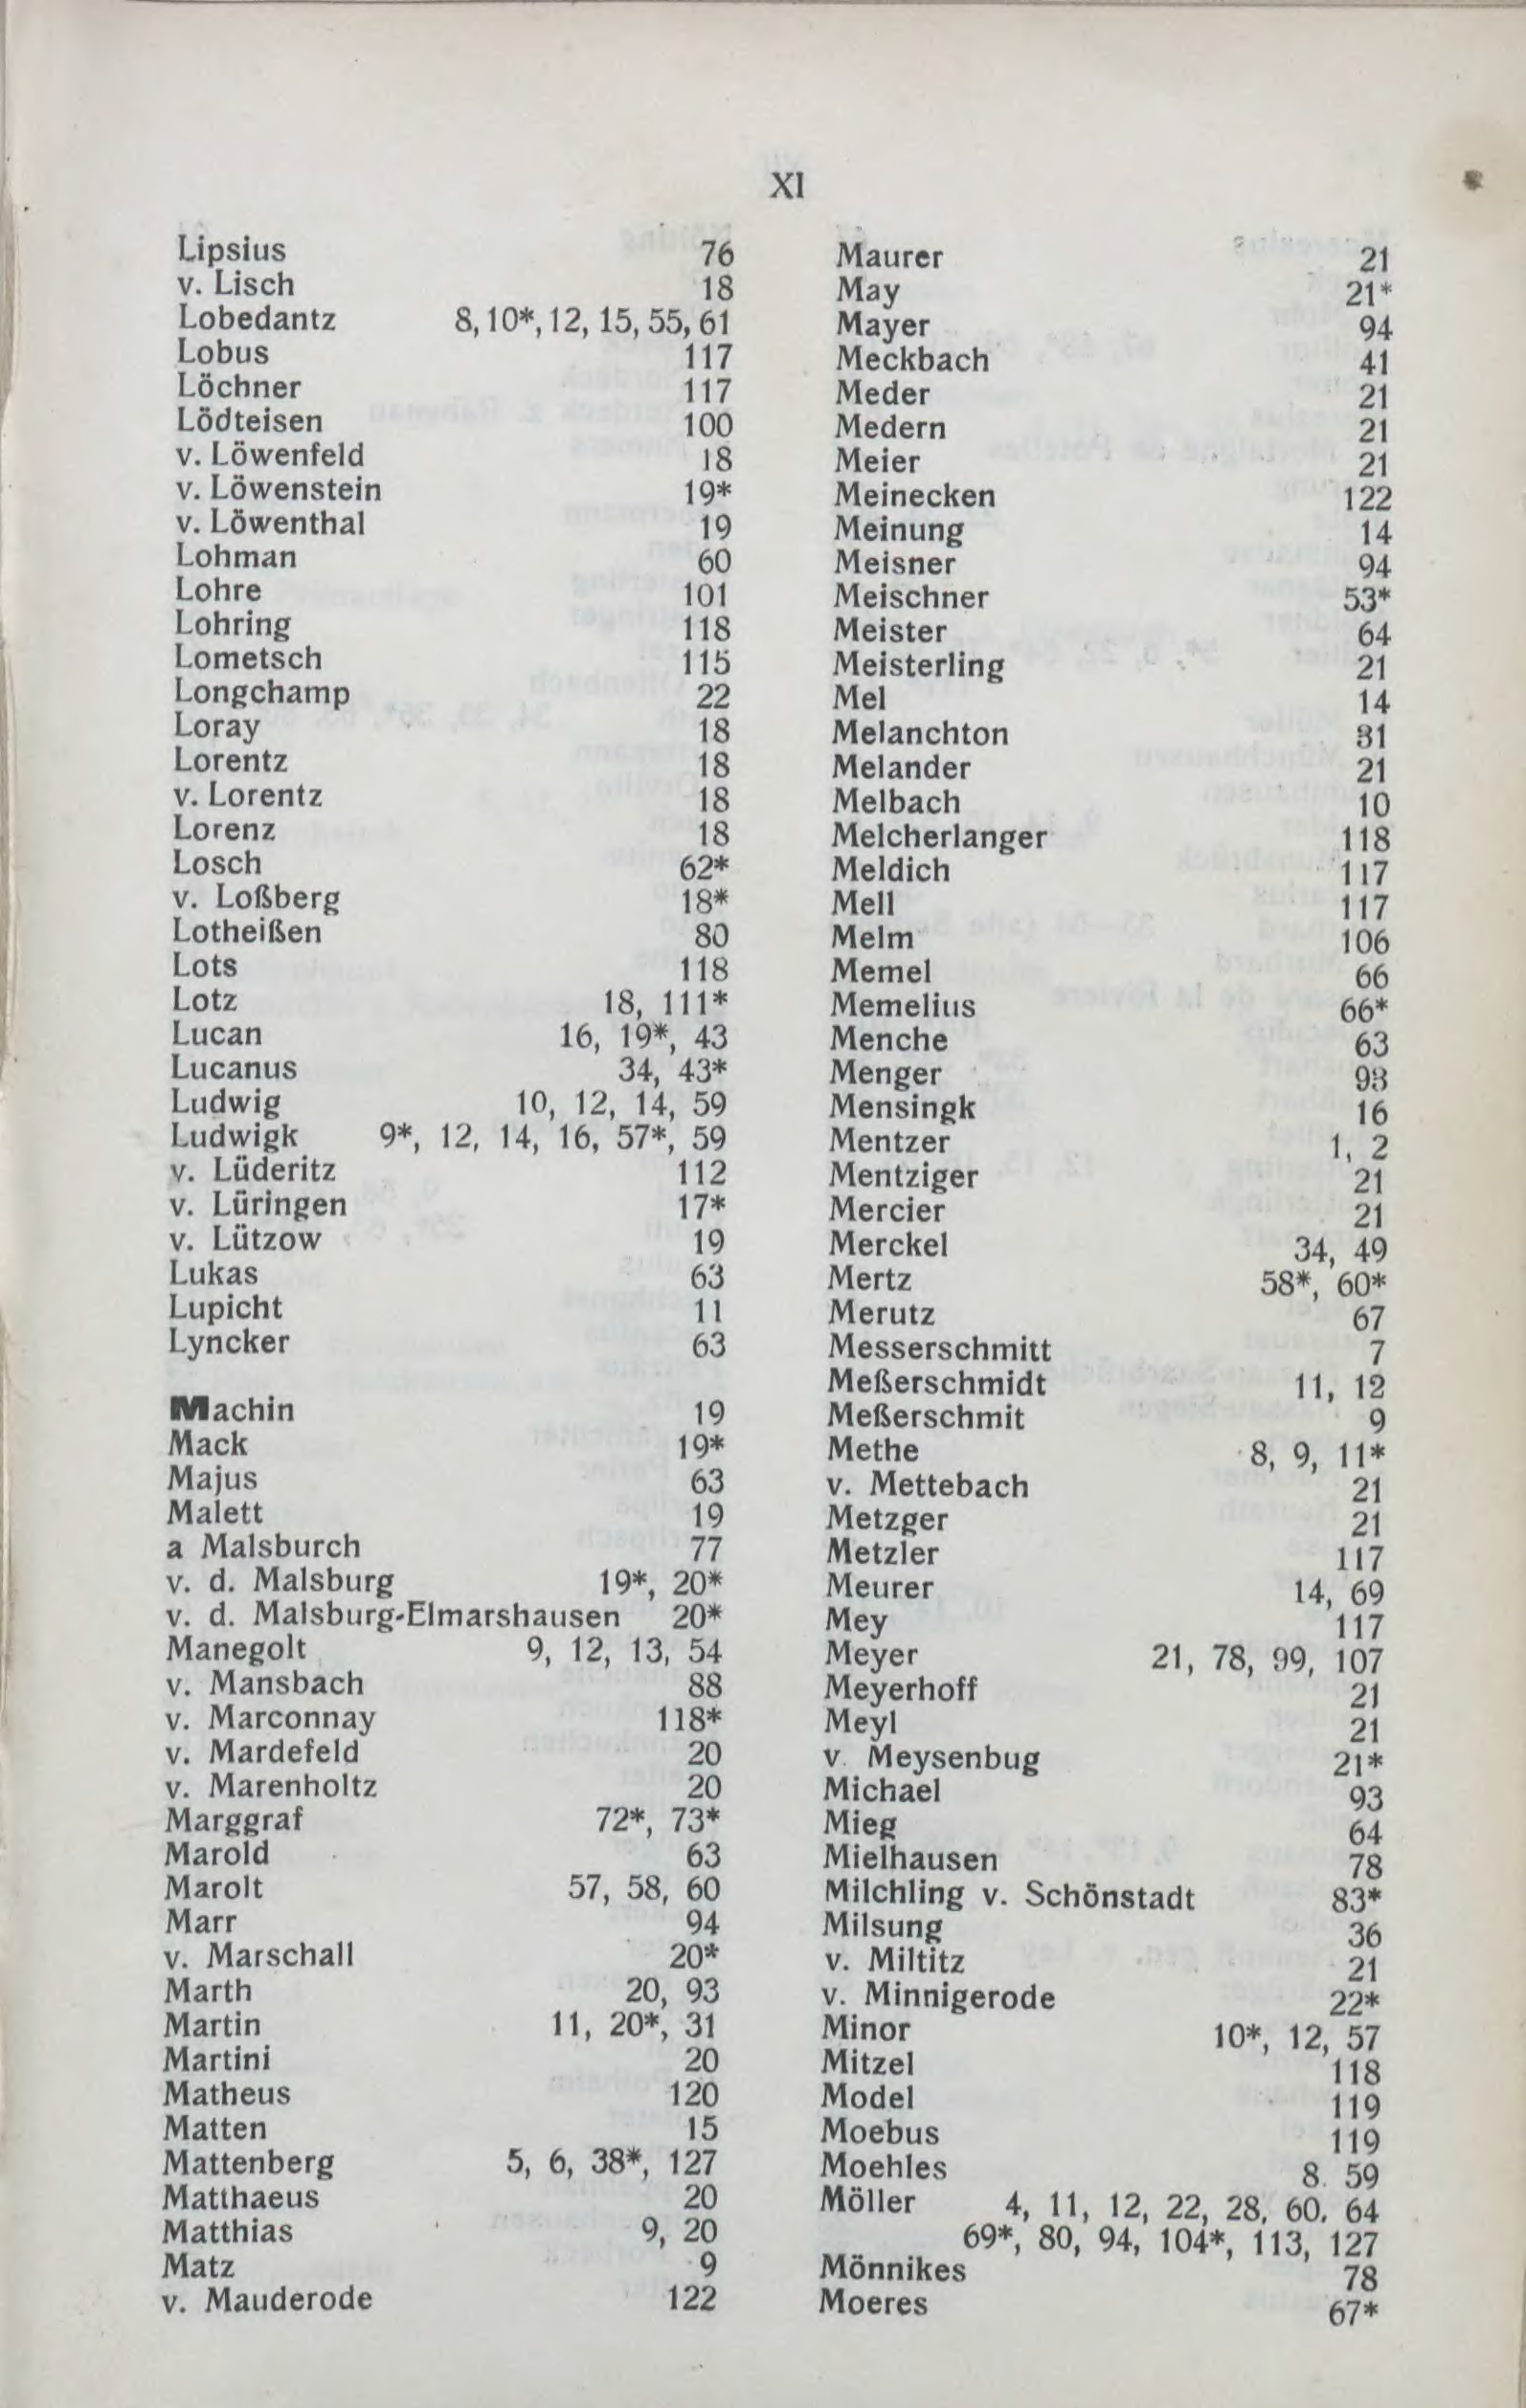 XI
Lipsius 76
v. Lisch 18
Lobedantz 8, 10*, 12, 15, 55, 61
Lobus 117
Löchner 117
Lödteisen 100
v. Löwenfeld 18
v. Löwenstein 19*
v. Löwenthal 19
Lohman 60
Lohre 101
Lohring 118
Lometsch 115
Longchamp 22
Loray 18
Lorentz 18
v. Lorentz 18
Lorenz 18
Losch 62*
v. Loßberg 18*
Lotheißen 80
Lots 118
Lotz 18, 111*
Lucan 16, 19*, 43
Lucanus 34, 43*
Ludwig 10, 12, 14, 59
Ludwigk 9*, 12, 14, 16, 57*, 59
v. Lüderitz 112
v. Lüringen 17*
v. Lützow 19
Lukas 63
Lupicht 11
Lyncker 63
Machin 19
Mack 19*
Majus 63
Malett 19
a Malsburch 77
v. d. Malsburg 19*, 20*
v. d. Malsburg-Elmarshausen 20*
Manegolt 9, 12, 13, 54
v. Mansbach 88
v. Marconnay 118*
v. Mardefeld 20
v. Marenholtz 20
Marggraf 72*, 73*
Marold 63
Marolt 57, 58, 60
Marr 94
v. Marschall 20*
Marth 20, 93
Martin 11, 20*, 31
Martini 20
Matheus 120
Matten 15
Mattenberg 5, 6, 38*, 127
Matthaeus 20
Matthias 9, 20
Matz 9
v. Mauderode 122
Maurer 21
May 21*
Mayer 94
Meckbach 41
Meder 21
Medern 21
Meier 21
Meinecken 122
Meinung 14
Meisner 94
Meischner 53*
Meister 64
Meisterling 21
Mel 14
Melanchton 81
Melander 21
Melbach 10
Melcherlanger 118
Meldich 117
Mell 117
Melm 106
Memel 66
Memelius 66*
Menche 63
Menger 93
Mensingk 16
Mentzer 1, 2
Mentziger 21
Mercier 21
Merckel 34, 49
Mertz 58*, 60*
Merutz 67
Messerschmitt 7
Meßerschmidt 11, 12
Meßerschmit 9
Methe 8, 9, 11*
v. Mettebach 21
Metzger 21
Metzler 117
Meurer 14, 69
Mey 117
Meyer 21, 78, 99, 107
Meyerhoff 21
Meyl 21
v. Meysenbug 21*
Michael 93
Mieg 64
Mielhausen 78
Milchling v. Schönstadt 83*
Milsung 36
v. Miltitz 21
v. Minnigerode 22*
Minor 10*, 12, 57
Mitzel 118
Model 119
Moebus 119
Moehles 8. 59
Möller 4, 11, 12, 22, 28, 60, 64
69*, 80, 94, 104*, 113, 127
Mönnikes 78
Moeres 67*